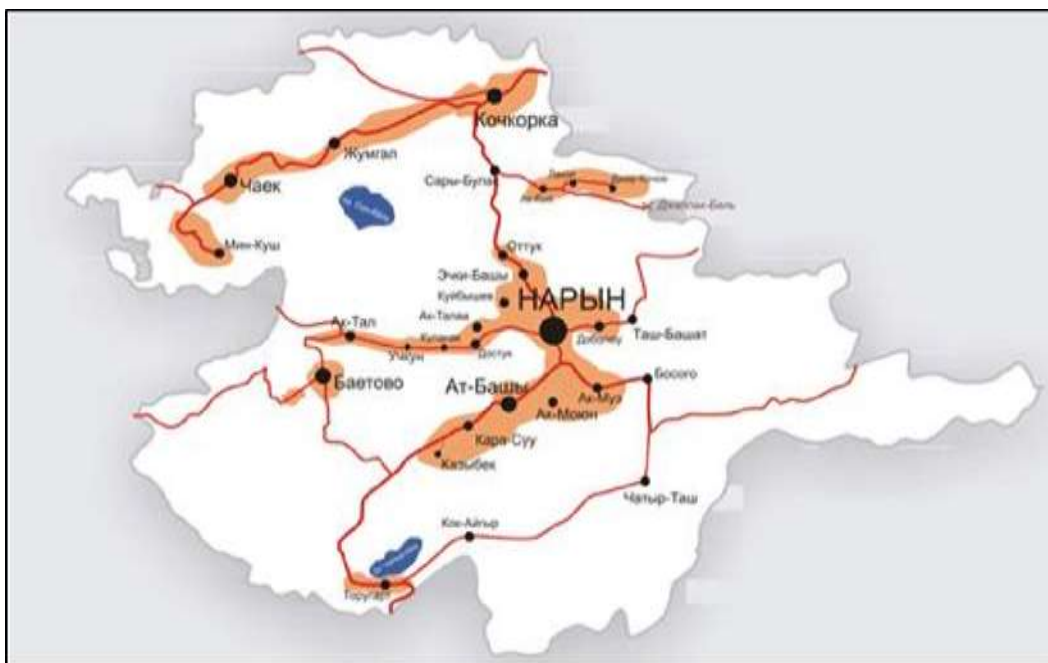 Кочкорка
Жумгал
Чаек
Сары-Булак
Мин-Куш
Оттук
Эчки-Башы
Куйбышев
НАРЫН
Ак-Тал
Ак-Талаа
Таш-Башат
Учкун
Достук
Баетово
Ат-Башы
Босого
Ак-Муз
Ак-Моюн
Кара-Суу
Казыбек
Чатыр-Таш
Кок-Айгыр
Торугарт